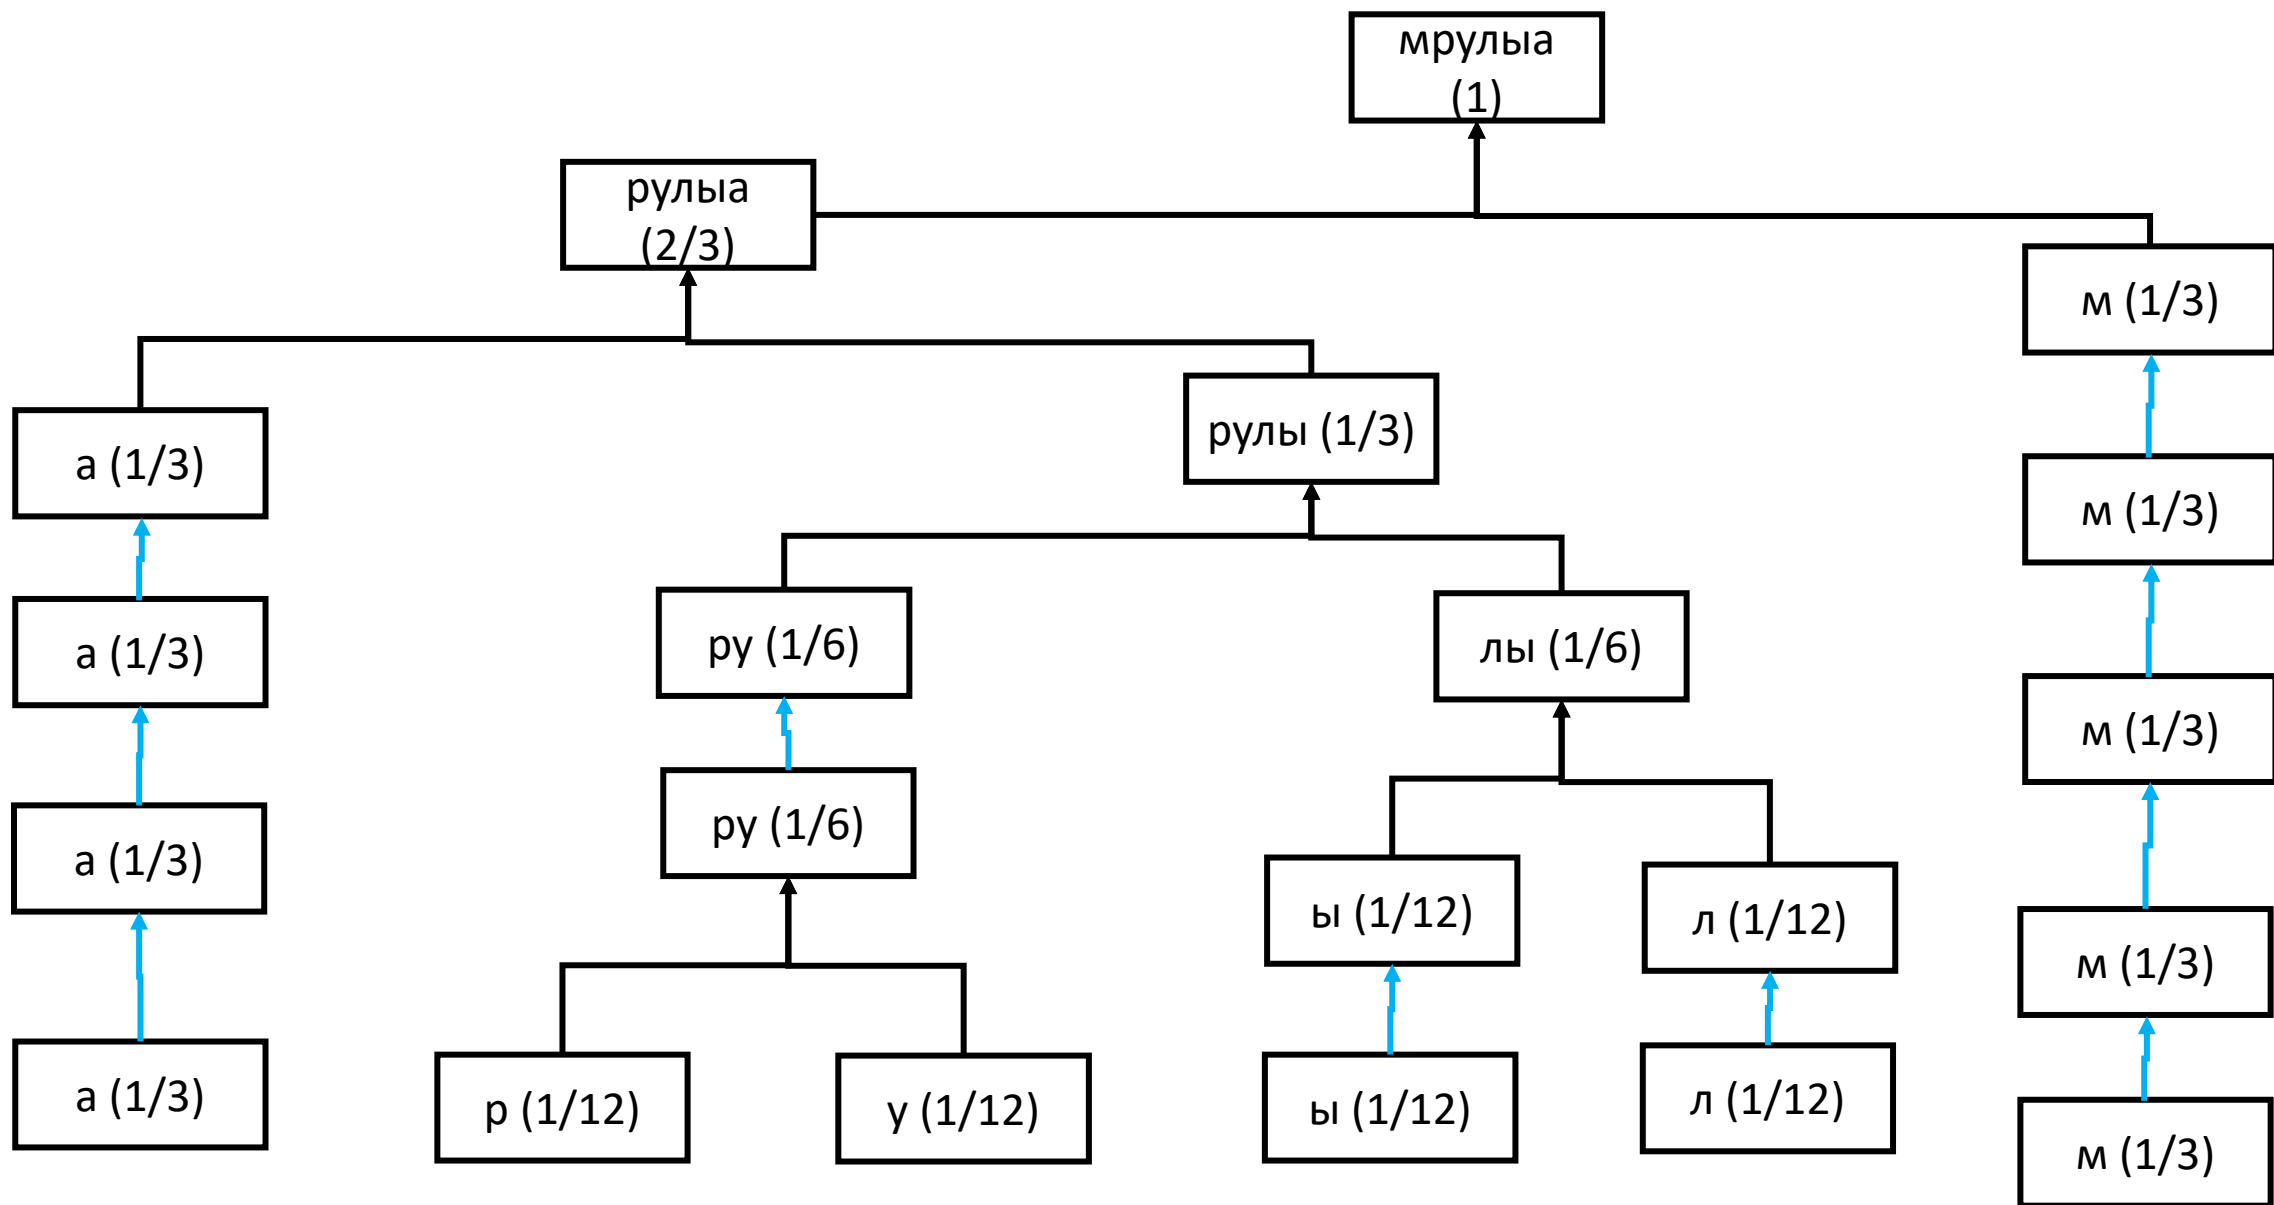 мрулыа
(1)
рулыа
(2/3)
м (1/3)
рулы (1/3)
а (1/3)
м (1/3)
ру (1/6)
лы (1/6)
а (1/3)
м (1/3)
ру (1/6)
а (1/3)
ы (1/12)
л (1/12)
м (1/3)
а (1/3)
р (1/12)
у (1/12)
ы (1/12)
л (1/12)
м (1/3)